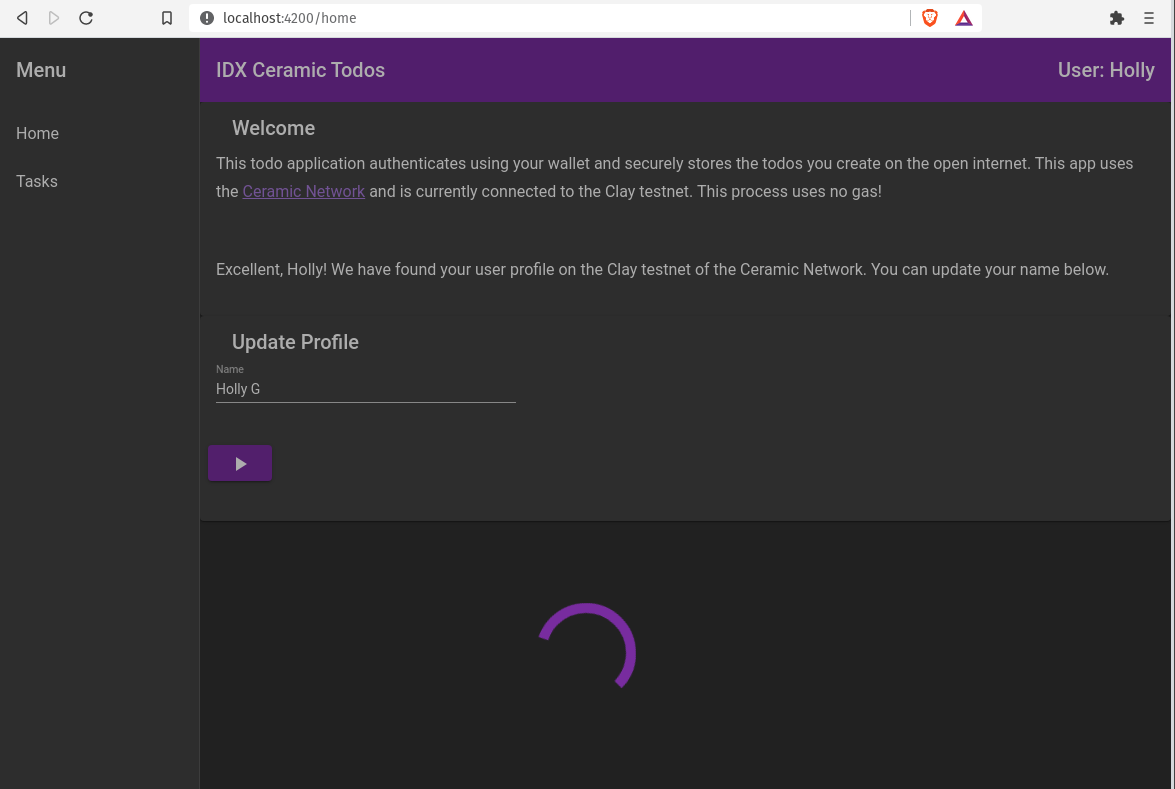 localhost:4200/home
Menu
IDX Ceramic Todos
User: Holly
Home
Tasks
Welcome
This todo application authenticates using your wallet and securely stores the todos you create on the open internet. This app uses
the Ceramic Network and is currently connected to the Clay testnet. This process uses no gas!
Excellent, Holly! We have found your user profile on the Clay testnet of the Ceramic Network. You can update your name below.
Update Profile
Name
Holly G